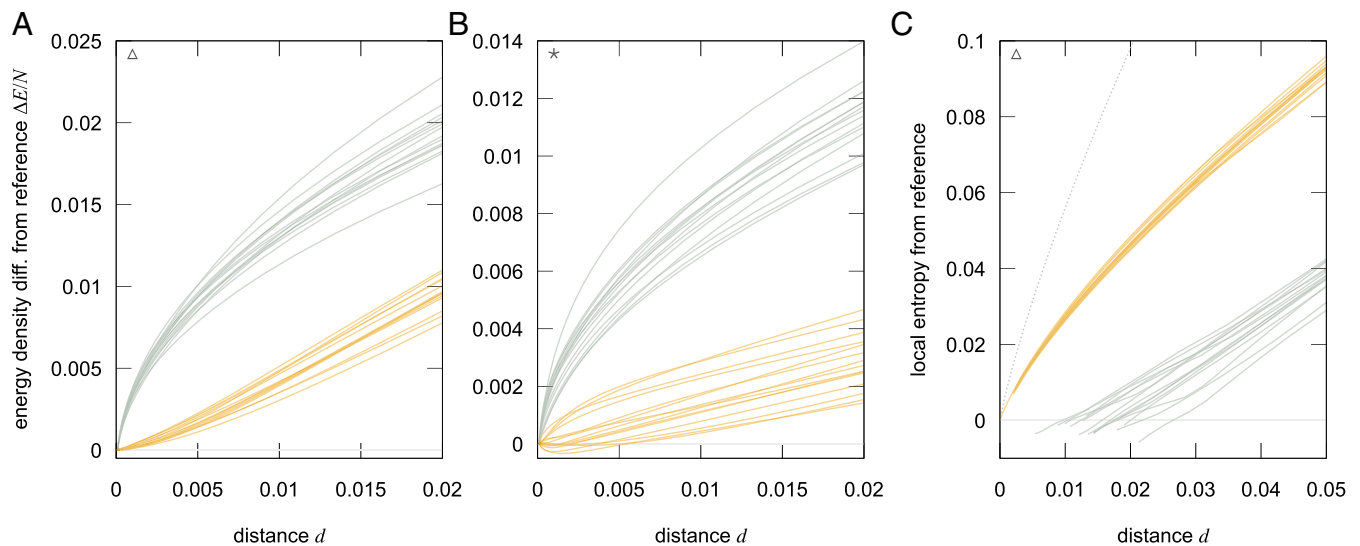 A
energy density diff. from reference ΔE/N
0.025
0.02
0.015
0.01
0.005
0
△
0 0.005 0.01 0.015 0.02
distance d
B
0.014
0.012
0.01
0.008
0.006
0.004
0.002
0
*
0 0.005 0.01 0.015 0.02
distance d
C
local entropy from reference
0.1
0.08
0.06
0.04
0.02
0
△
0 0.01 0.02 0.03 0.04 0.05
distance d